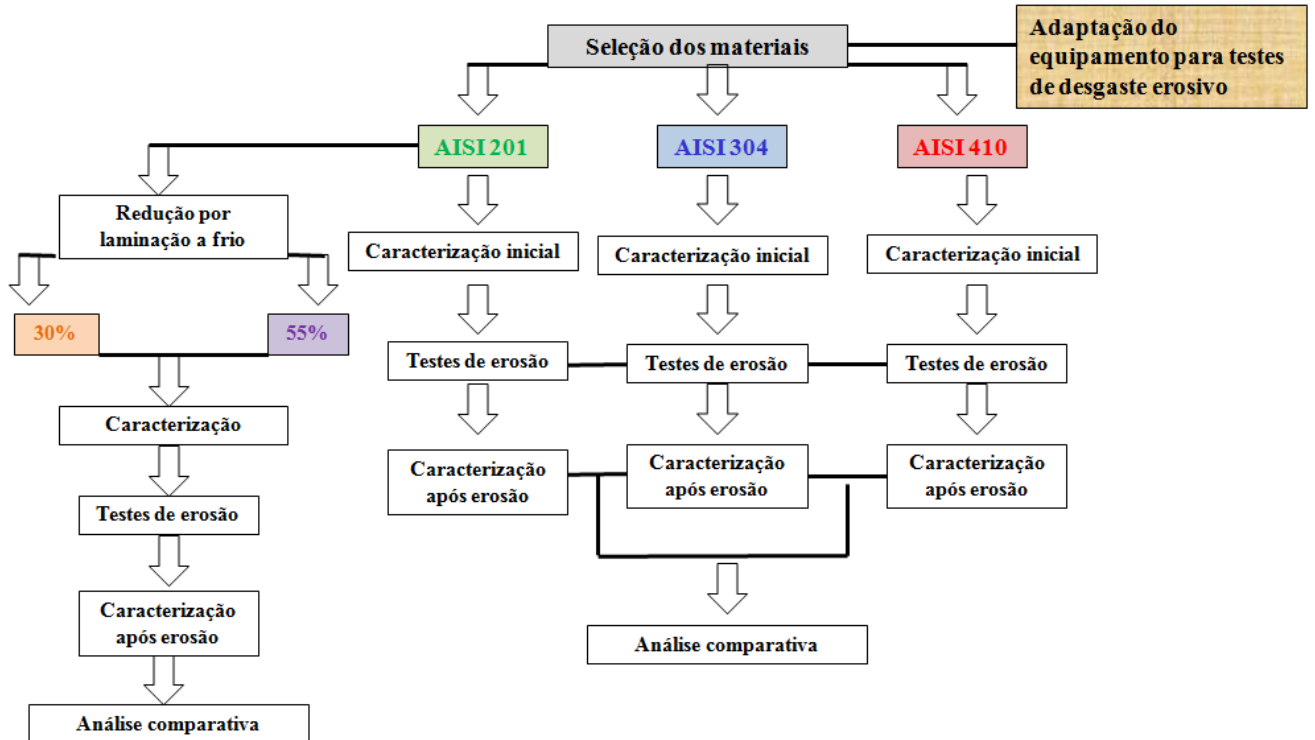 Seleção dos materiais
Adaptação do
equipamento para testes
de desgaste erosivo
AISI 201
AISI 304
AISI 410
Redução por
laminação a frio
Caracterização inicial
Caracterização inicial
Caracterização inicial
30%
55%
Testes de erosão
Testes de erosão
Testes de erosão
Caracterização
Caracterização
após erosão
Caracterização
após erosão
Caracterização
após erosão
Testes de erosão
Caracterização
após erosão
Análise comparativa
Análise comparativa